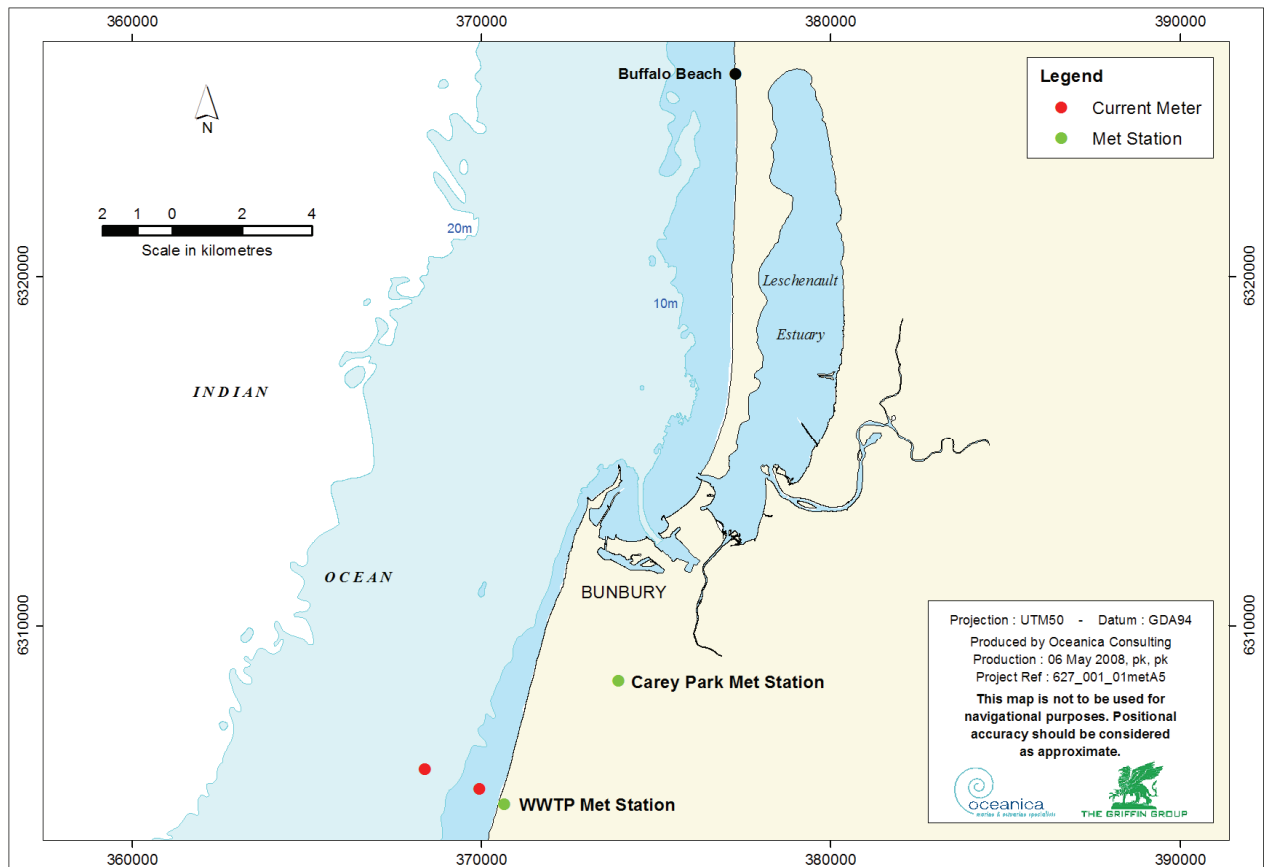 360000 370000 380000 390000
Buffalo Beach
Legend
Current Meter
Met Station
N
2 1 0 2 4
Scale in kilometres
20m
10m
6320000
6320000
Leschenault
Estuary
INDIAN
OCEAN
BUNBURY
6310000
6310000
Carey Park Met Station
WWTP Met Station
Projection : UTM50 - Datum : GDA94
Produced by Oceanica Consulting
Production : 06 May 2008, pk, pk
Project Ref : 627_001_01metA5
This map is not to be used for
navigational purposes. Positional
accuracy should be considered
as approximate.
oceanica
marine & estuarine specialists
THE GRIFFIN GROUP
360000 370000 380000 390000